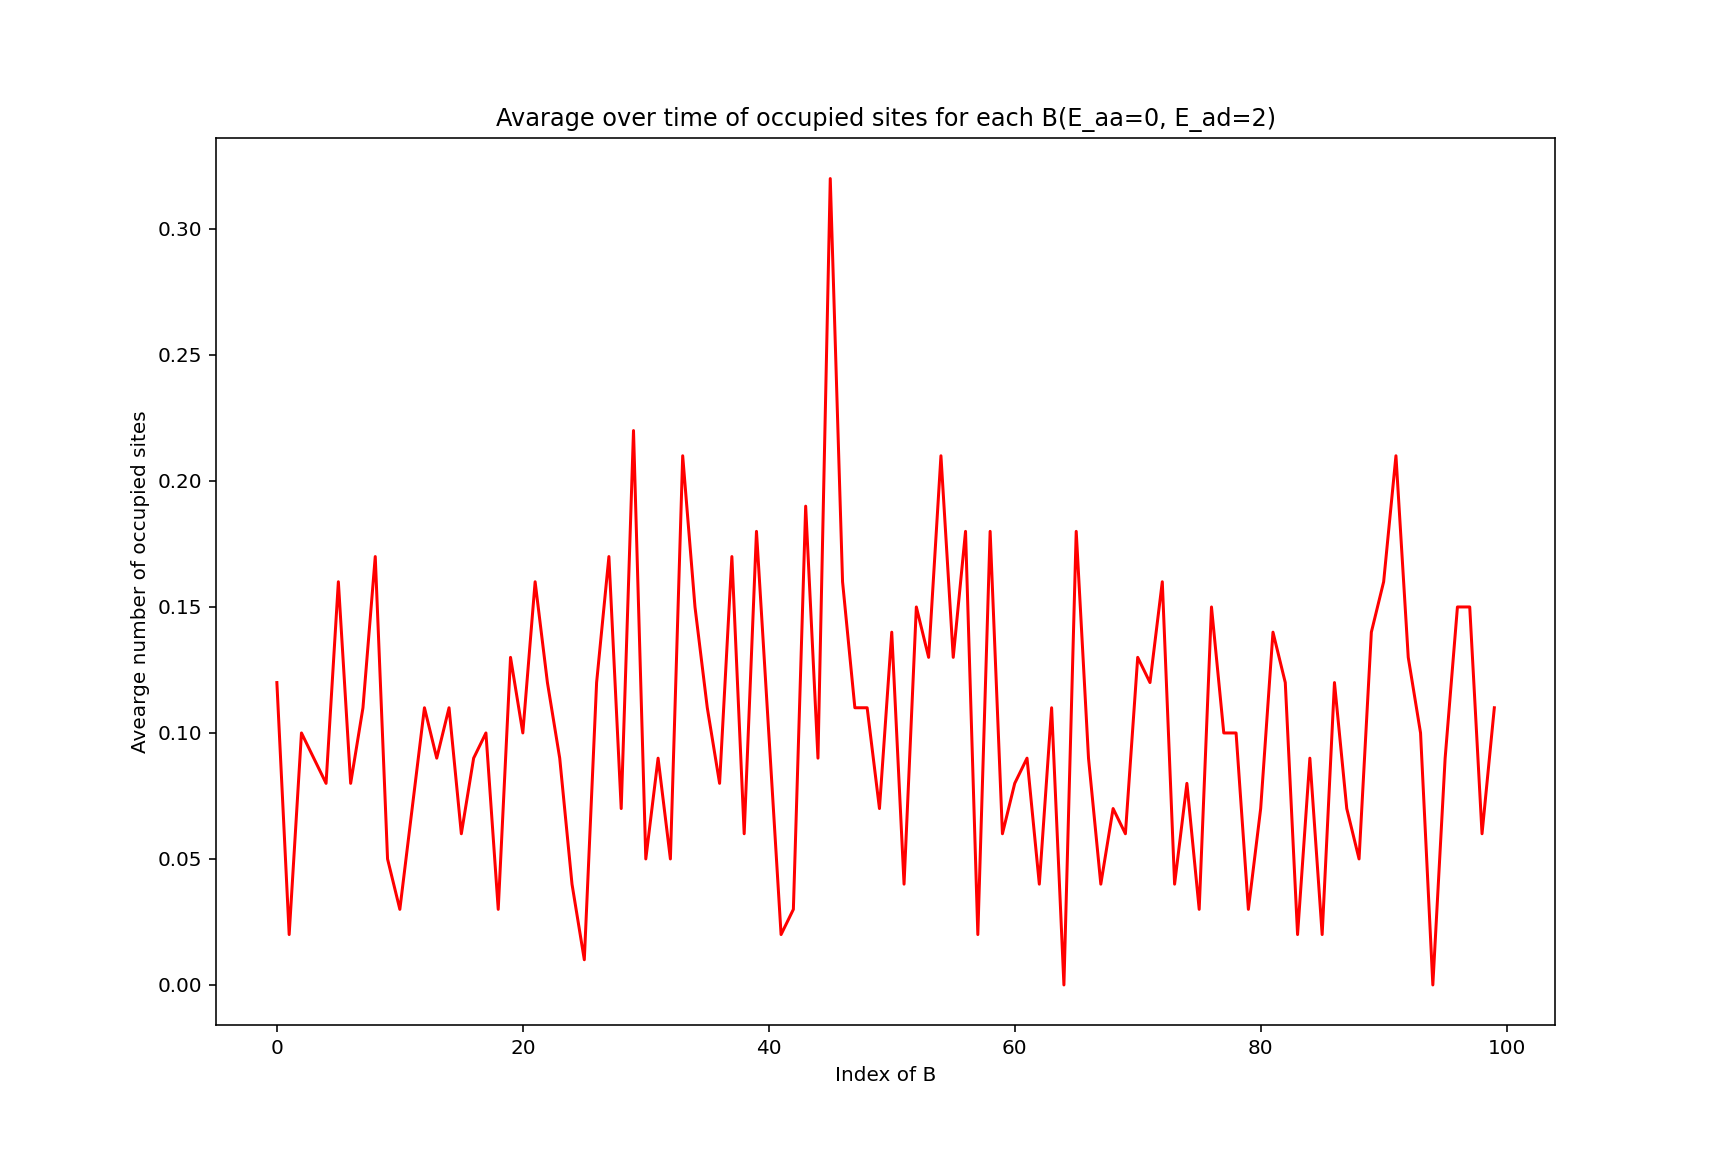 Avarage over time of occupied sites for each B(E_aa=0, E_ad=2)
0.30
0.25
0.20
0.15
0.10
0.05
0.00
Avearge number of occupied sites
0 20 40 60 80 100
Index of B